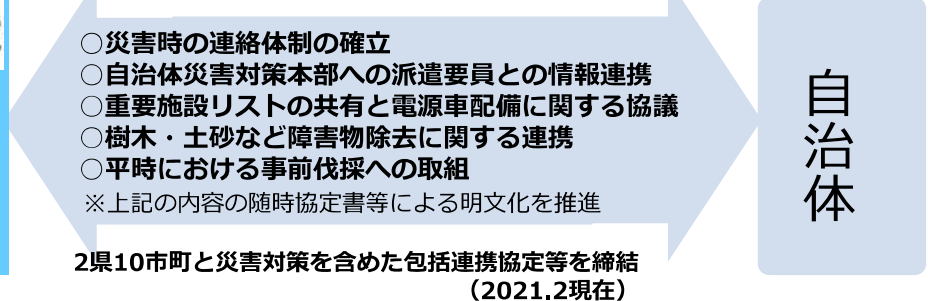 ○災害時の連絡体制の確立
○自治体災害対策本部への派遣要員との情報連携
○重要施設リストの共有と電源車配備に関する協議
○樹木・土砂など障害物除去に関する連携
○平時における事前伐採への取組
※上記の内容の随時協定書等による明文化を推進
2県10市町と災害対策を含めた包括連携協定等を締結
（2021.2現在）
自治体